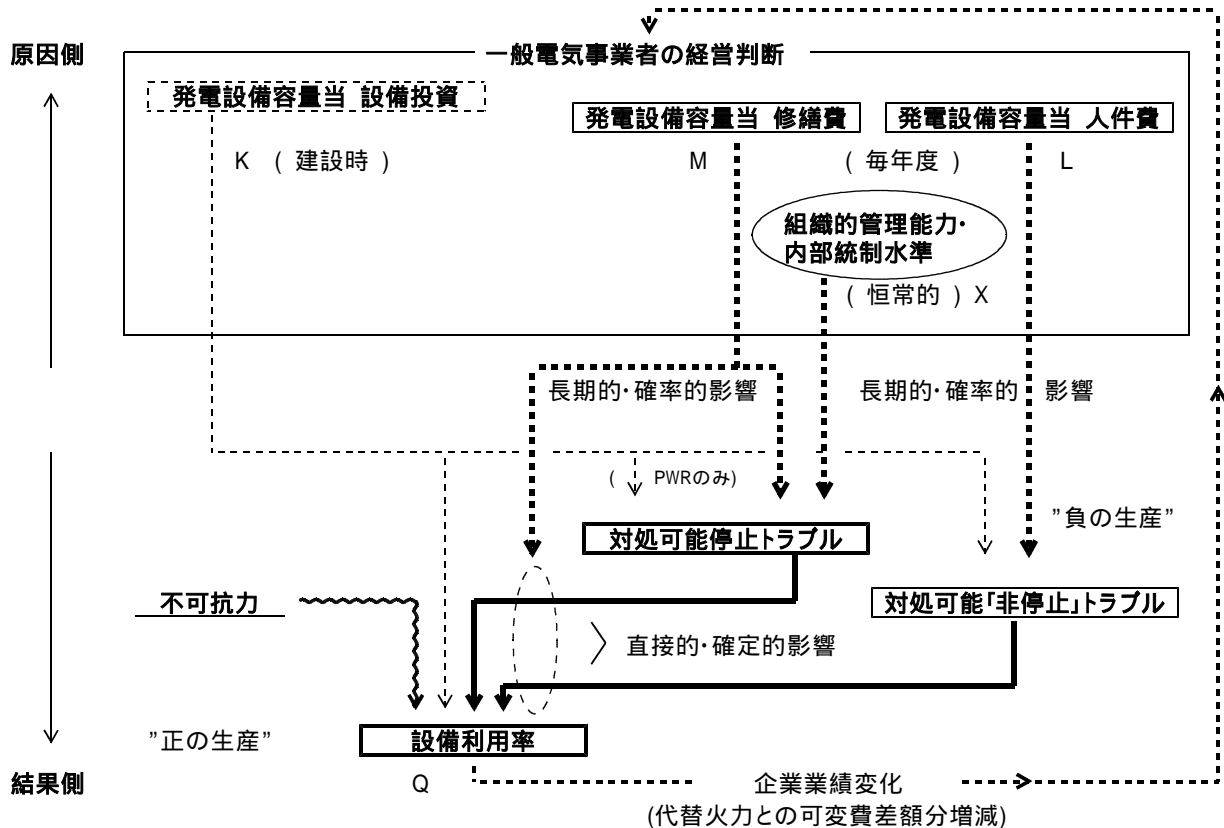 原因側
一般電気事業者の経営判断
発電設備容量当 設備投資
発電設備容量当 修繕費
発電設備容量当 人件費
K ( 建設時 )
M
( 毎年度 )
L
組織的管理能力・
内部統制水準
( 恒常的 ) X
長期的・確率的影響
長期的・確率的 影響
( PWRのみ)
”負の生産”
対処可能停止トラブル
不可抗力
対処可能「非停止」トラブル
直接的・確定的影響
”正の生産”
設備利用率
結果側
Q
企業業績変化
(代替火力との可変費差額分増減)